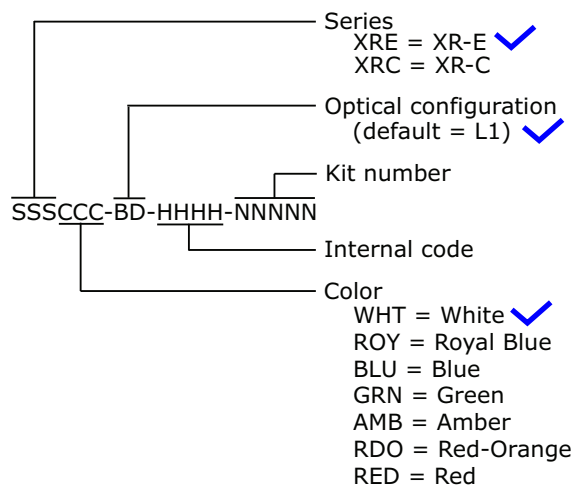 Series
XRE = XR-E
XRC = XR-C
Optical configuration
(default = L1)
Kit number
SSSCCC-BD-HHHH-NNNNN
Internal code
Color
WHT = White
ROY = Royal Blue
BLU = Blue
GRN = Green
AMB = Amber
RDO = Red-Orange
RED = Red